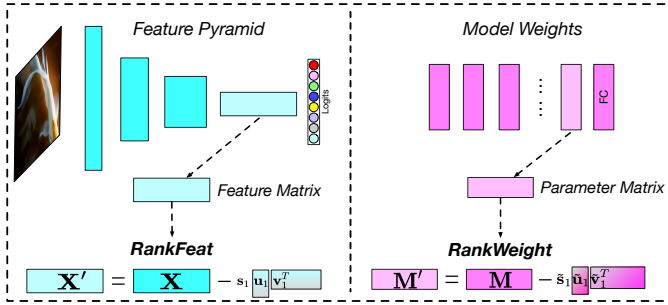 Feature Pyramid
Logits
Feature Matrix
RankFeat
X′ = X − s₁ u₁ v₁ᵀ
Model Weights
FC
Parameter Matrix
RankWeight
M′ = M − s̃₁ ũ₁ ṽ₁ᵀ